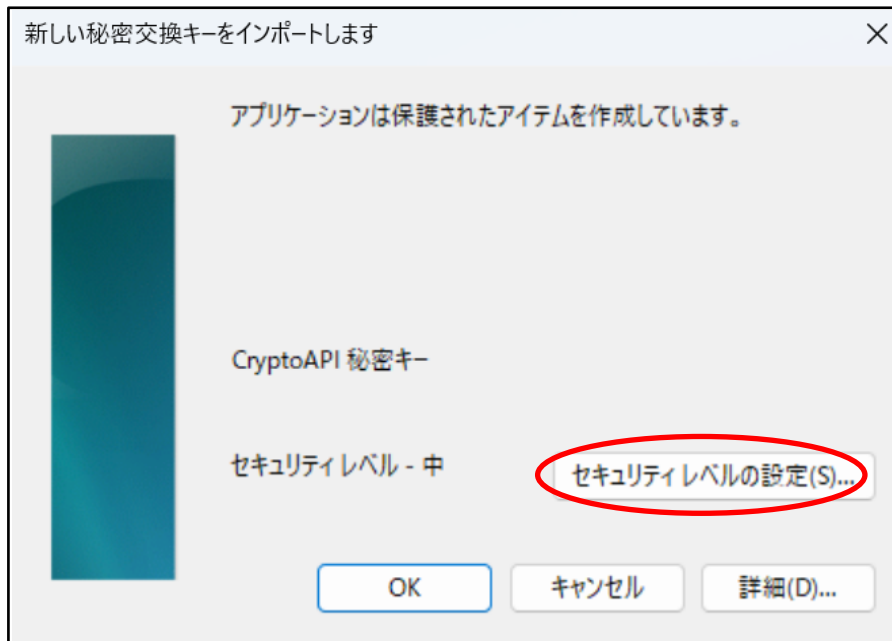 新しい秘密交換キーをインポートします
アプリケーションは保護されたアイテムを作成しています。
CryptoAPI 秘密キー
セキュリティ レベル - 中
セキュリティ レベルの設定(S)...
OK
キャンセル
詳細(D)...